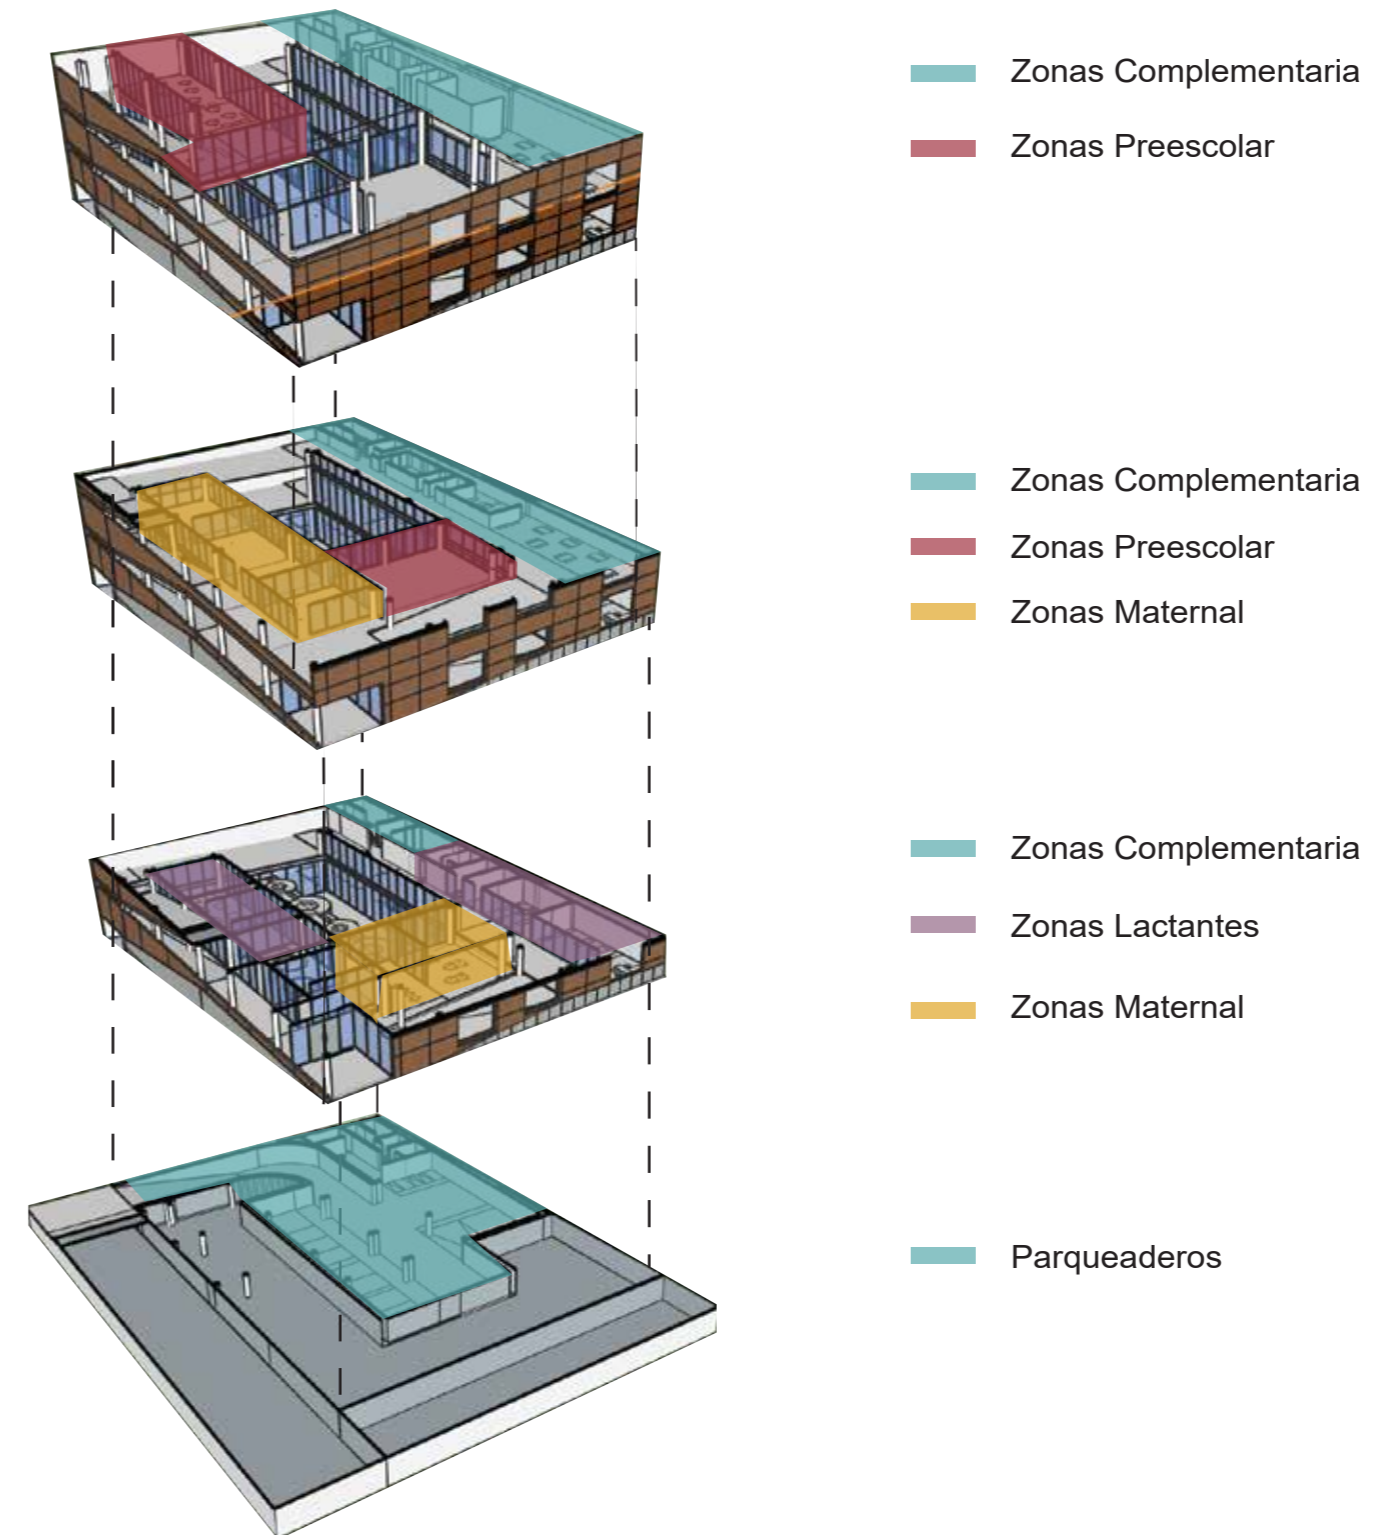 Zonas Complementaria
Zonas Preescolar
Zonas Complementaria
Zonas Preescolar
Zonas Maternal
Zonas Complementaria
Zonas Lactantes
Zonas Maternal
Parqueaderos